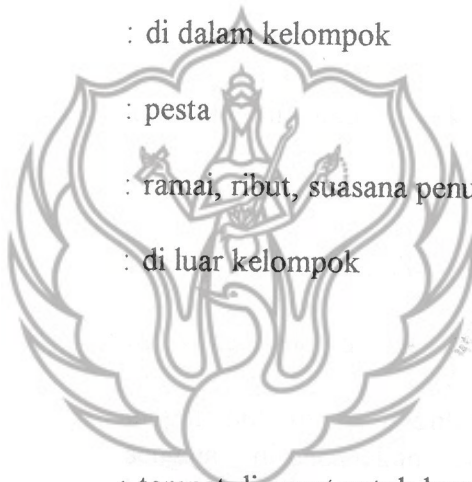 : di dalam kelompok
: pesta
: ramai, ribut, suasana penu
: di luar kelompok